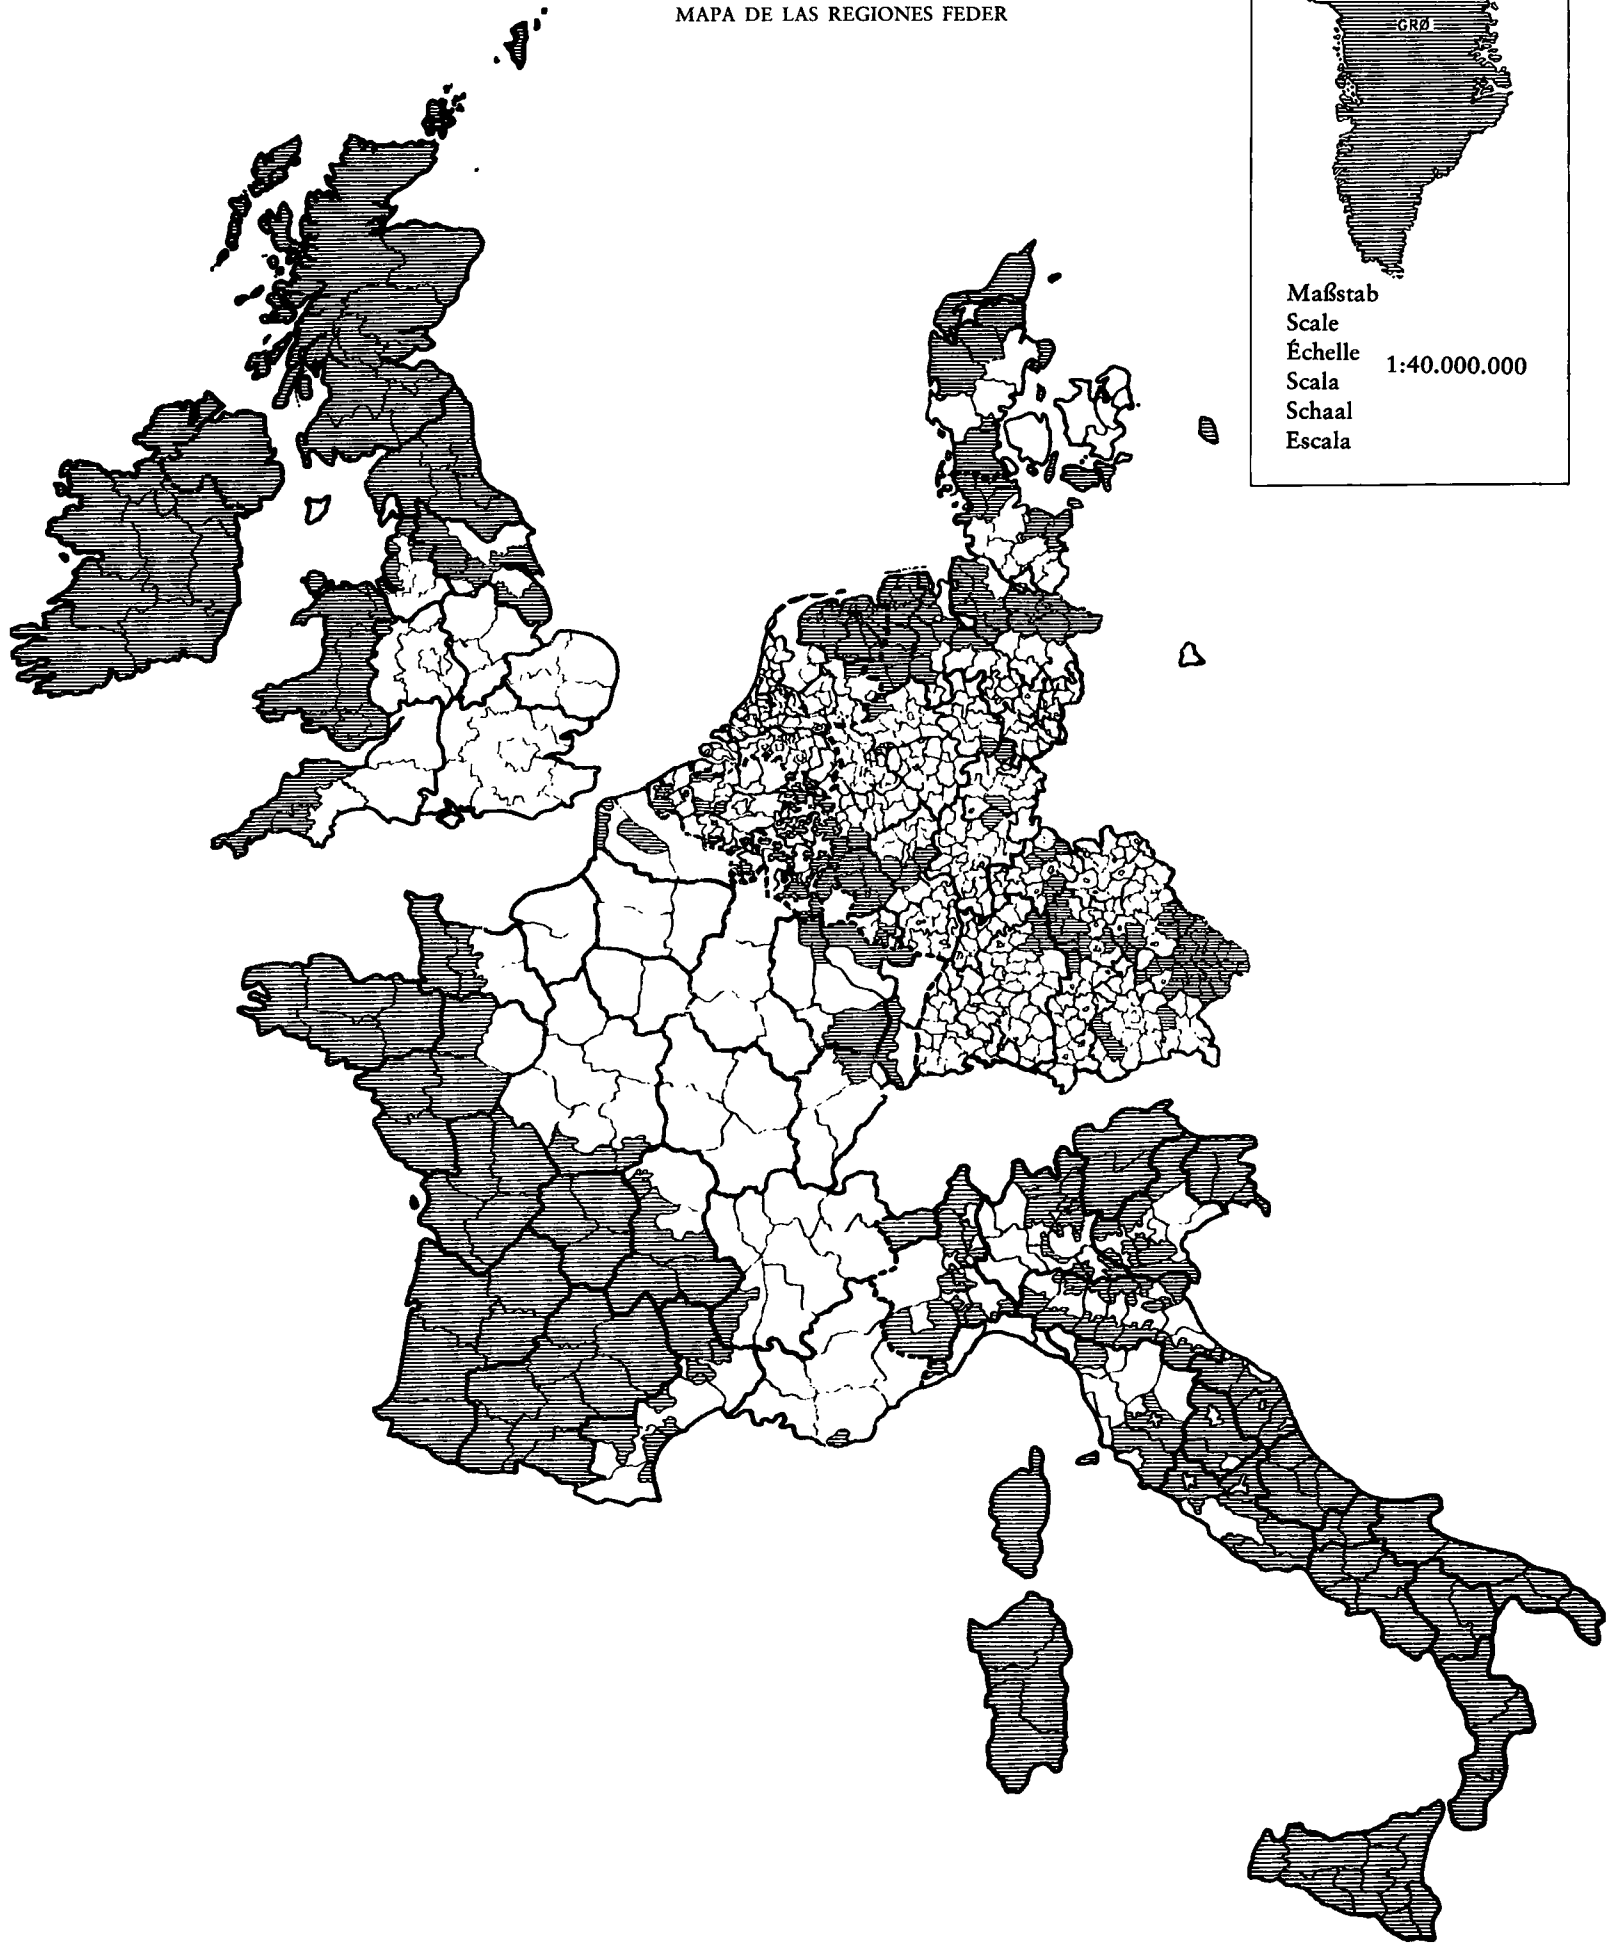 MAPA DE LAS REGIONES FEDER
GRØ
Maßstab
Scale
Échelle 1:40.000.000
Scala
Schaal
Escala